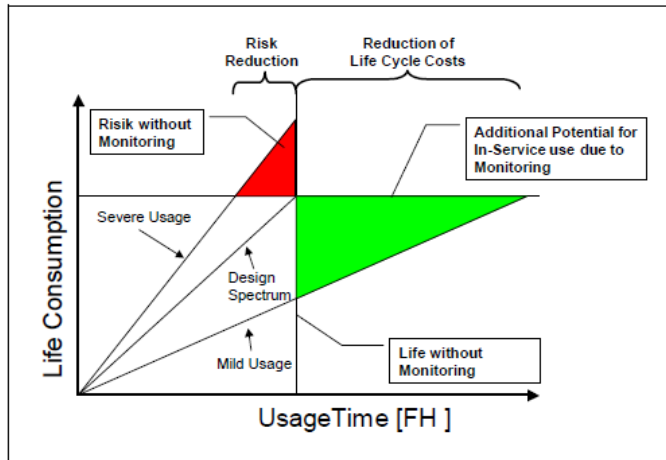 Risk
Reduction
Reduction of
Life Cycle Costs
Risik without
Monitoring
Additional Potential for
In-Service use due to
Monitoring
Severe Usage
Design
Spectrum
Mild Usage
Life without
Monitoring
Life Consumption
UsageTime [FH ]